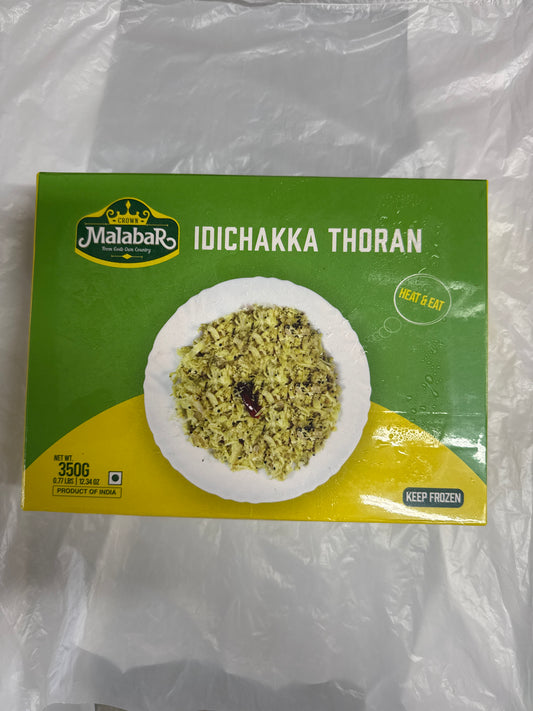 CROWN
MalabaR
From Gods Own Country
IDICHAKKA THORAN
HEAT & EAT
NET WT.
350G
0.77 LBS | 12.34 OZ
PRODUCT OF INDIA
KEEP FROZEN